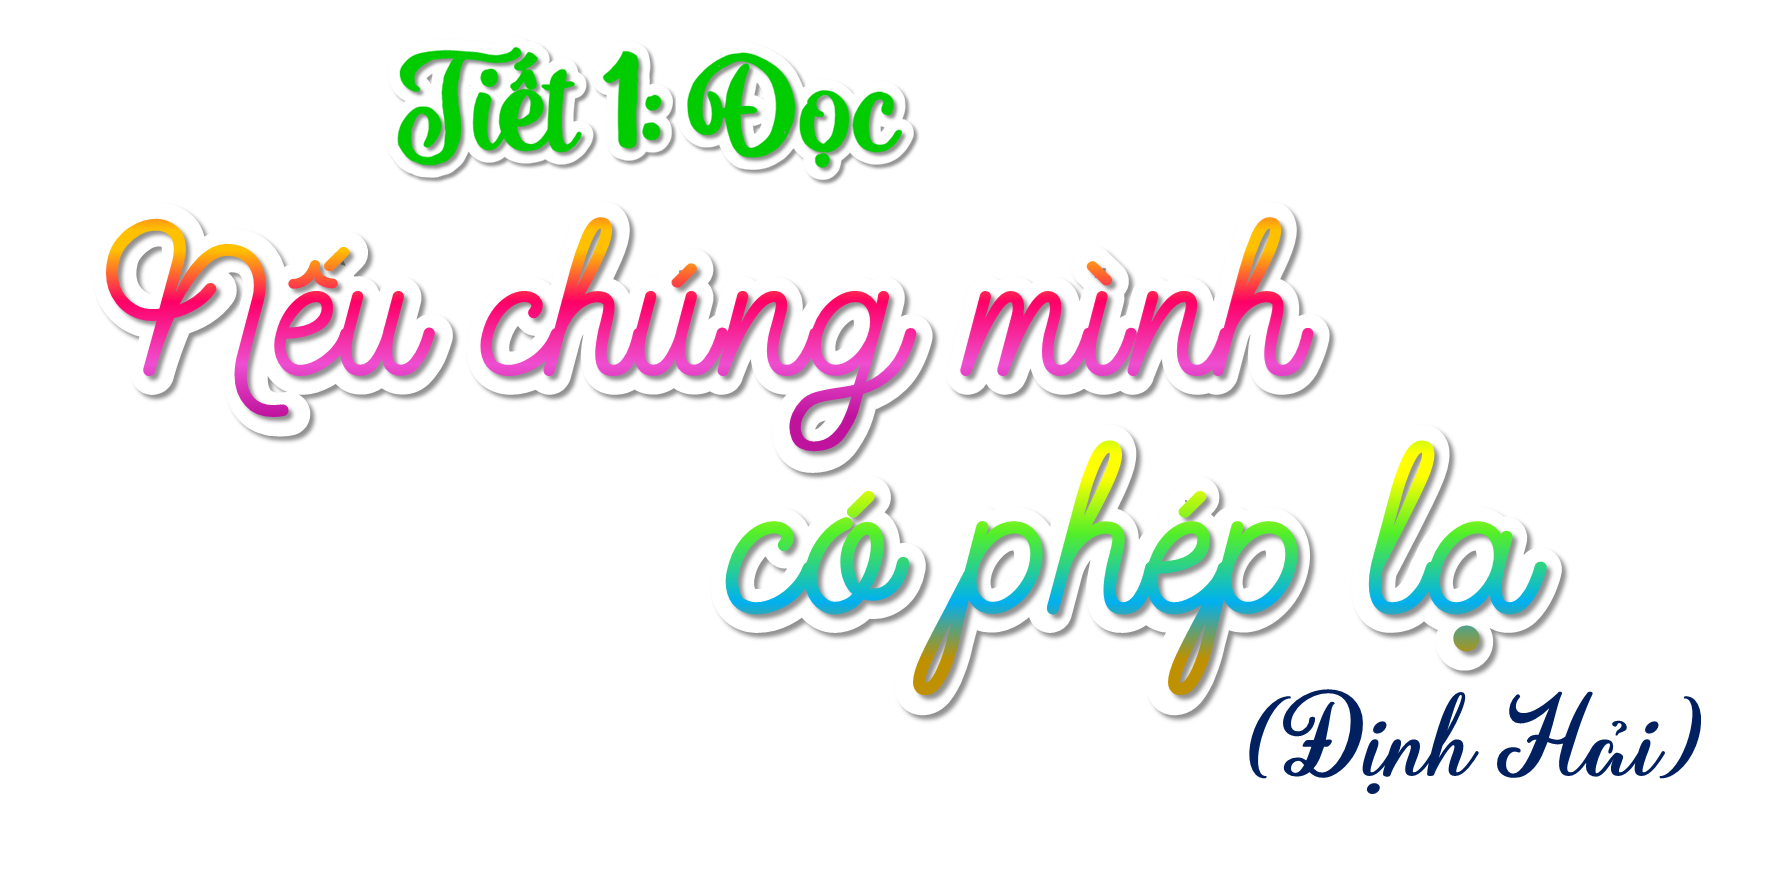 Tiết 1: Đọc
Nếu chúng mình
có phép lạ
(Định Hải)